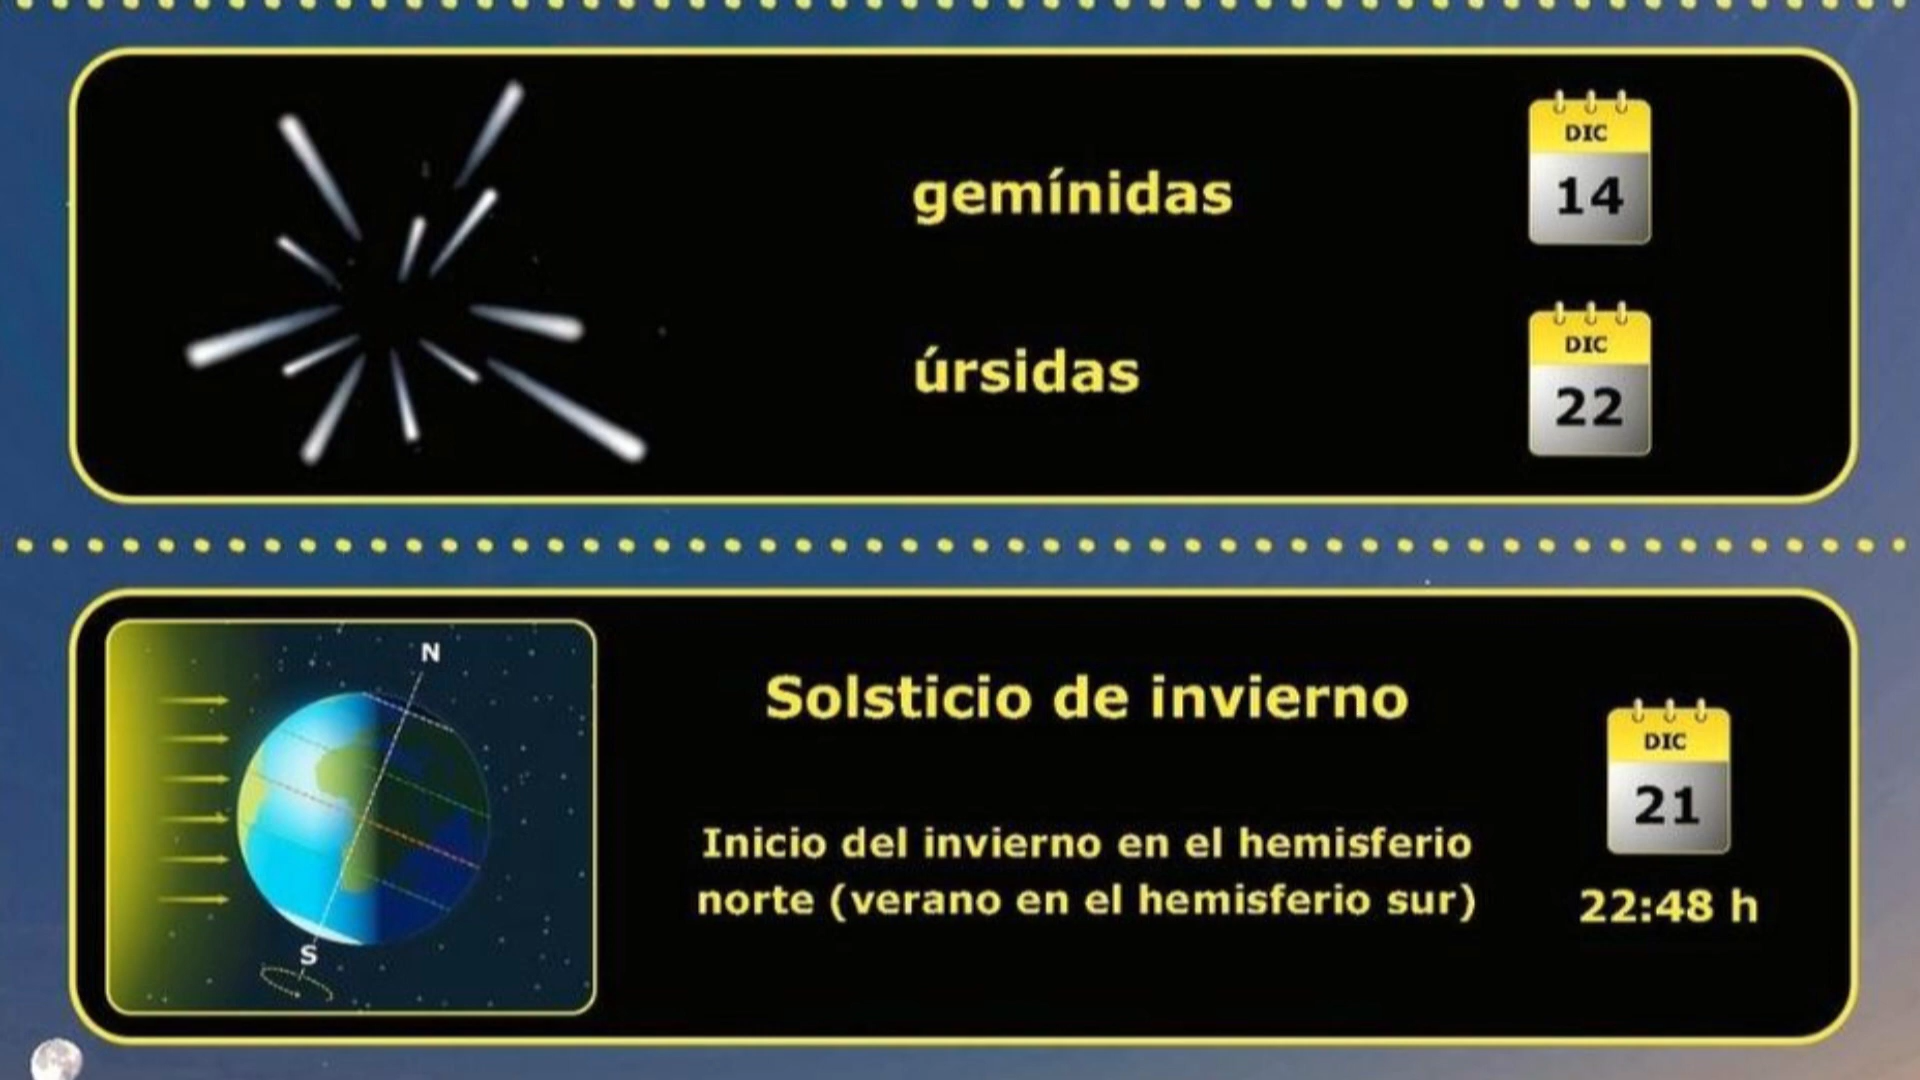 gemínidas
DIC
14
úrsidas
DIC
22
N
S
Solsticio de invierno
Inicio del invierno en el hemisferio
norte (verano en el hemisferio sur)
DIC
21
22:48 h